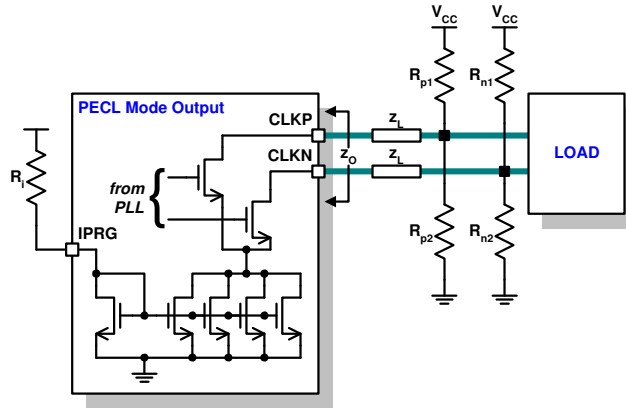 V_CC V_CC
R_p1 R_n1
PECL Mode Output
CLKP
z_L
CLKN
z_O
z_L
LOAD
R_i
from
PLL
IPRG
R_p2 R_n2